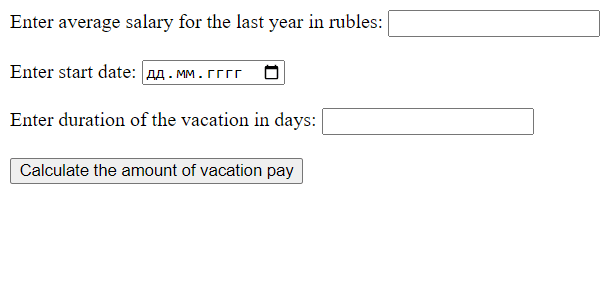 Enter average salary for the last year in rubles:
Enter start date: дд.мм.гггг
Enter duration of the vacation in days:
Calculate the amount of vacation pay